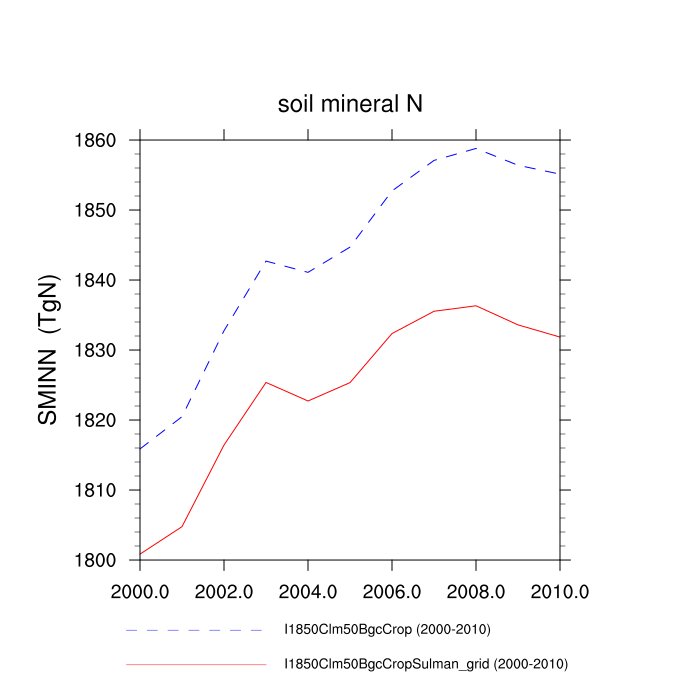 soil mineral N
SMINN (TgN)
1860
1850
1840
1830
1820
1810
1800
2000.0 2002.0 2004.0 2006.0 2008.0 2010.0
I1850Clm50BgcCrop (2000-2010)
I1850Clm50BgcCropSulman_grid (2000-2010)